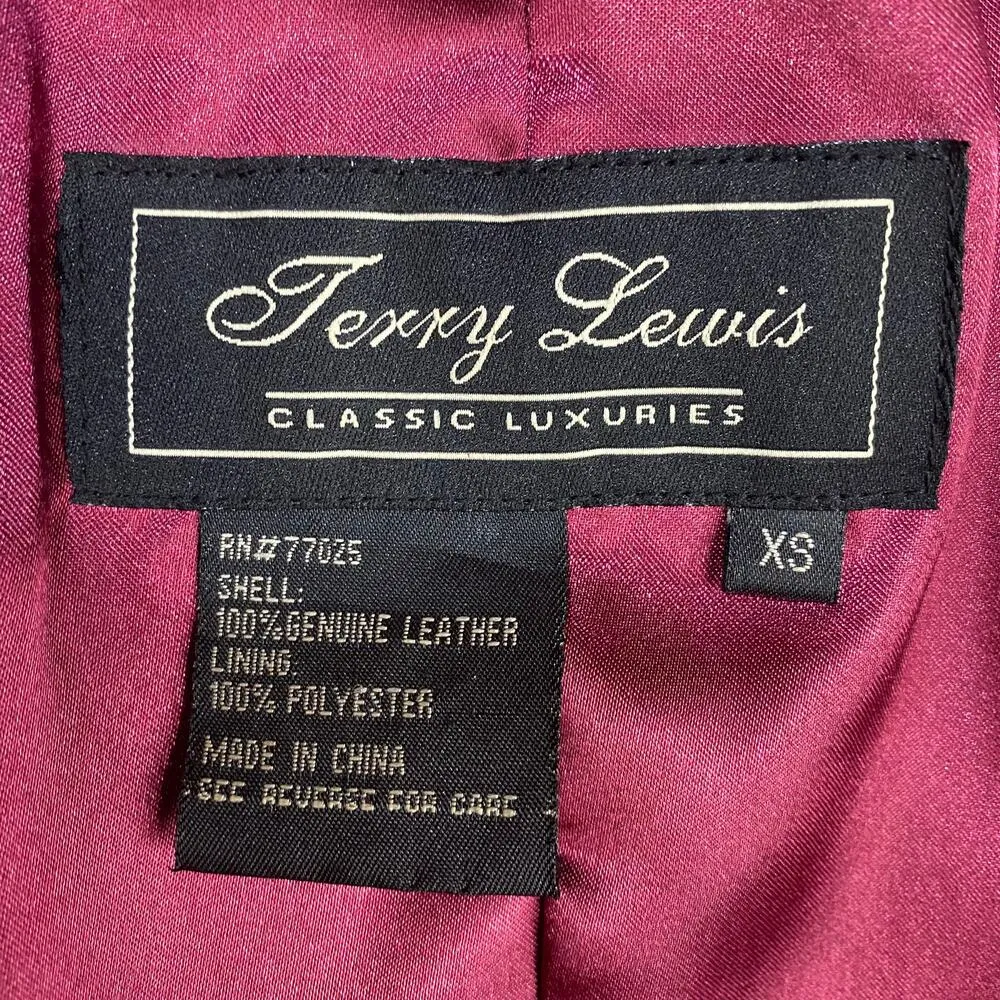 Terry Lewis
CLASSIC LUXURIES
XS
RN#77025
SHELL:
100%GENUINE LEATHER
LINING:
100% POLYESTER
MADE IN CHINA
SEE REVERSE FOR CARE